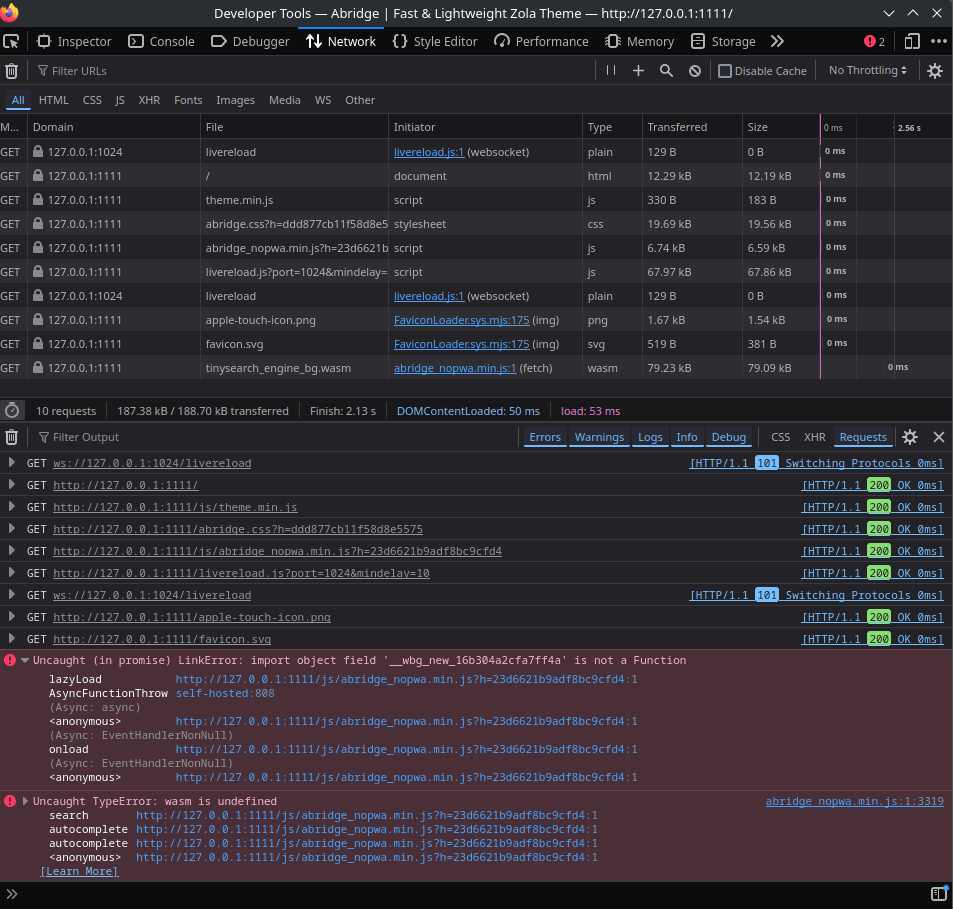 Developer Tools — Abridge | Fast & Lightweight Zola Theme — http://127.0.0.1:1111/
Inspector Console Debugger Network Style Editor Performance Memory Storage 2
Filter URLs Disable Cache No Throttling
All HTML CSS JS XHR Fonts Images Media WS Other
M... Domain File Initiator Type Transferred Size 0 ms 2.56 s
GET 127.0.0.1:1024 livereload livereload.js:1 (websocket) plain 129 B 0 B 0 ms
GET 127.0.0.1:1111 / document html 12.29 kB 12.19 kB 0 ms
GET 127.0.0.1:1111 theme.min.js script js 330 B 183 B 0 ms
GET 127.0.0.1:1111 abridge.css?h=ddd877cb11f58d8e5 stylesheet css 19.69 kB 19.56 kB 0 ms
GET 127.0.0.1:1111 abridge_nopwa.min.js?h=23d6621b script js 6.74 kB 6.59 kB 0 ms
GET 127.0.0.1:1111 livereload.js?port=1024&mindelay= script js 67.97 kB 67.86 kB 0 ms
GET 127.0.0.1:1024 livereload livereload.js:1 (websocket) plain 129 B 0 B 0 ms
GET 127.0.0.1:1111 apple-touch-icon.png FaviconLoader.sys.mjs:175 (img) png 1.67 kB 1.54 kB 0 ms
GET 127.0.0.1:1111 favicon.svg FaviconLoader.sys.mjs:175 (img) svg 519 B 381 B 0 ms
GET 127.0.0.1:1111 tinysearch_engine_bg.wasm abridge_nopwa.min.js:1 (fetch) wasm 79.23 kB 79.09 kB 0 ms
10 requests 187.38 kB / 188.70 kB transferred Finish: 2.13 s DOMContentLoaded: 50 ms load: 53 ms
Filter Output Errors Warnings Logs Info Debug CSS XHR Requests
GET ws://127.0.0.1:1024/livereload [HTTP/1.1 101 Switching Protocols 0ms]
GET http://127.0.0.1:1111/ [HTTP/1.1 200 OK 0ms]
GET http://127.0.0.1:1111/js/theme.min.js [HTTP/1.1 200 OK 0ms]
GET http://127.0.0.1:1111/abridge.css?h=ddd877cb11f58d8e5575 [HTTP/1.1 200 OK 0ms]
GET http://127.0.0.1:1111/js/abridge_nopwa.min.js?h=23d6621b9adf8bc9cfd4 [HTTP/1.1 200 OK 0ms]
GET http://127.0.0.1:1111/livereload.js?port=1024&mindelay=10 [HTTP/1.1 200 OK 0ms]
GET ws://127.0.0.1:1024/livereload [HTTP/1.1 101 Switching Protocols 0ms]
GET http://127.0.0.1:1111/apple-touch-icon.png [HTTP/1.1 200 OK 0ms]
GET http://127.0.0.1:1111/favicon.svg [HTTP/1.1 200 OK 0ms]
Uncaught (in promise) LinkError: import object field '__wbg_new_16b304a2cfa7ff4a' is not a Function
lazyLoad http://127.0.0.1:1111/js/abridge_nopwa.min.js?h=23d6621b9adf8bc9cfd4:1
AsyncFunctionThrow self-hosted:808
(Async: async)
<anonymous> http://127.0.0.1:1111/js/abridge_nopwa.min.js?h=23d6621b9adf8bc9cfd4:1
(Async: EventHandlerNonNull)
onload http://127.0.0.1:1111/js/abridge_nopwa.min.js?h=23d6621b9adf8bc9cfd4:1
(Async: EventHandlerNonNull)
<anonymous> http://127.0.0.1:1111/js/abridge_nopwa.min.js?h=23d6621b9adf8bc9cfd4:1
Uncaught TypeError: wasm is undefined abridge_nopwa.min.js:1:3319
search http://127.0.0.1:1111/js/abridge_nopwa.min.js?h=23d6621b9adf8bc9cfd4:1
autocomplete http://127.0.0.1:1111/js/abridge_nopwa.min.js?h=23d6621b9adf8bc9cfd4:1
autocomplete http://127.0.0.1:1111/js/abridge_nopwa.min.js?h=23d6621b9adf8bc9cfd4:1
<anonymous> http://127.0.0.1:1111/js/abridge_nopwa.min.js?h=23d6621b9adf8bc9cfd4:1
[Learn More]